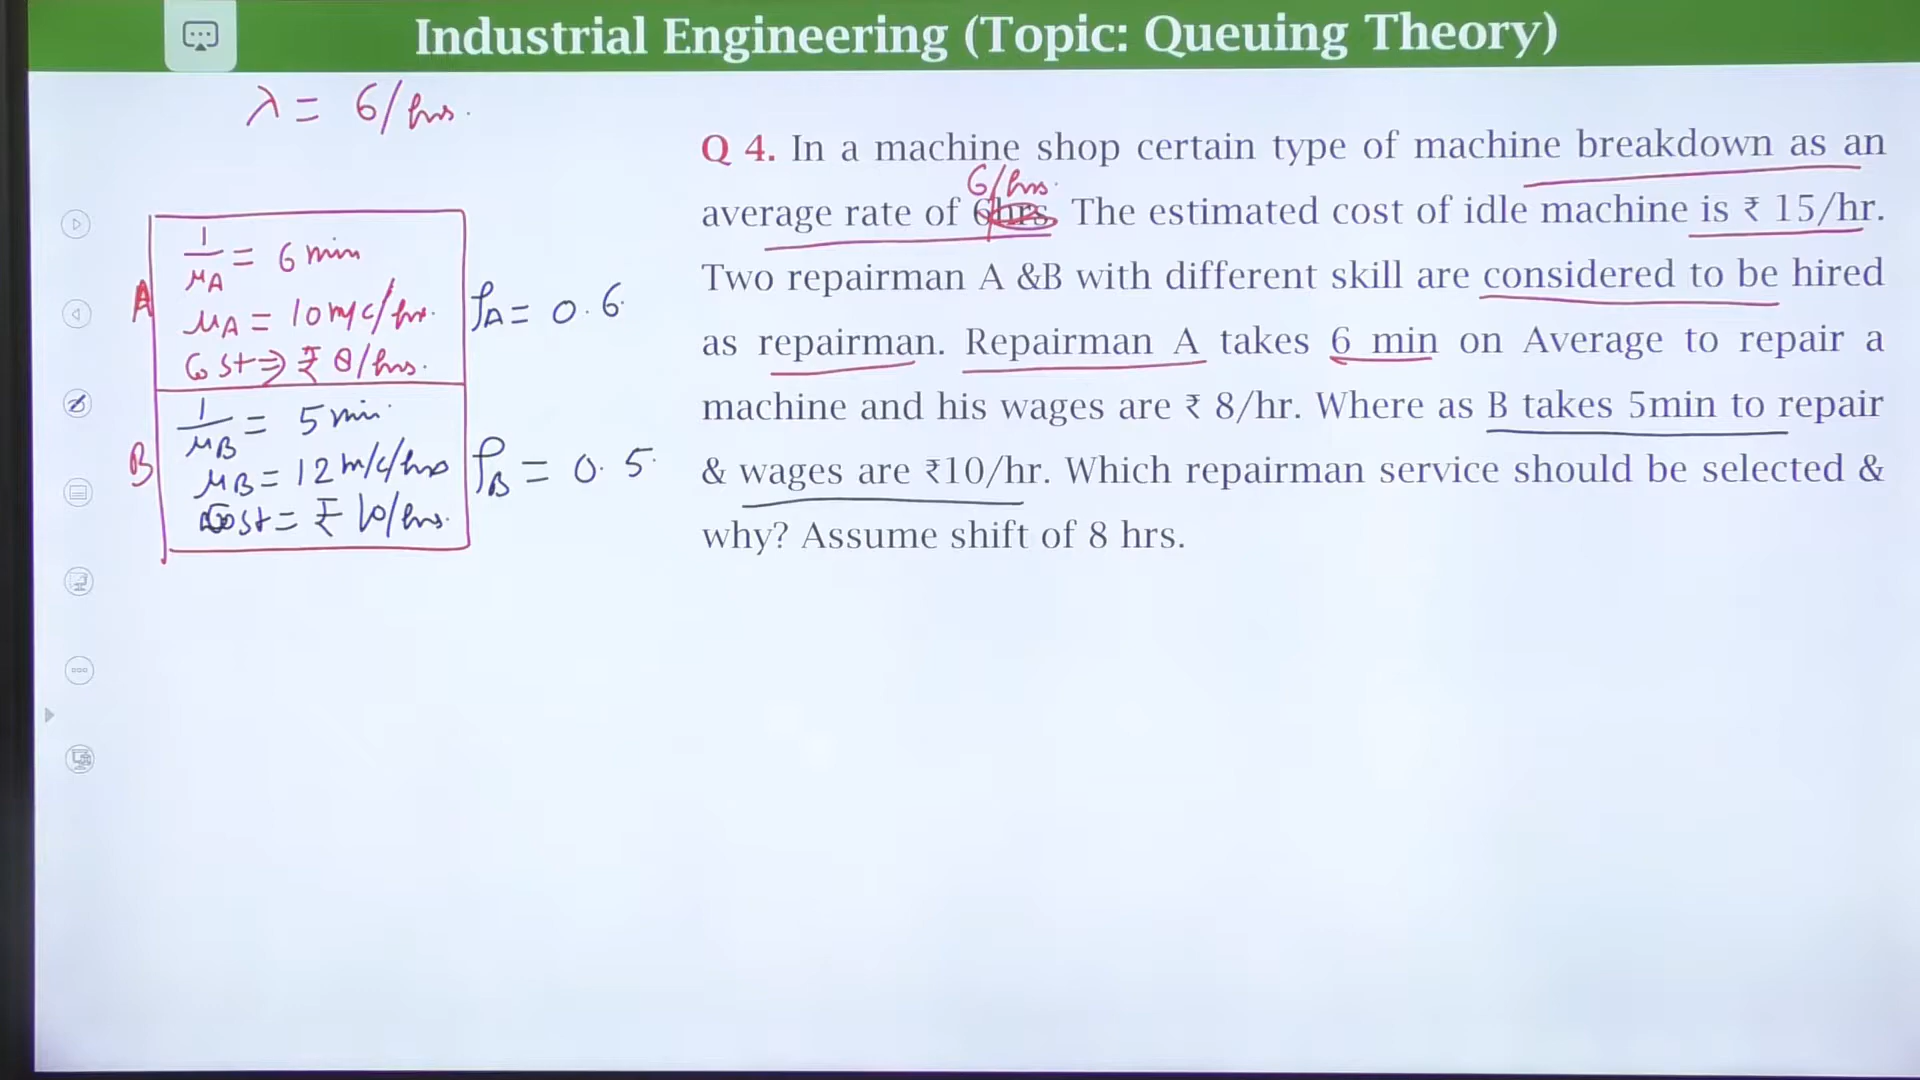 Industrial Engineering (Topic: Queuing Theory)
λ = 6/hrs.
Q 4. In a machine shop certain type of machine breakdown as an
6/hrs.
average rate of 6hrs. The estimated cost of idle machine is ₹ 15/hr.
Two repairman A &B with different skill are considered to be hired
as repairman. Repairman A takes 6 min on Average to repair a
machine and his wages are ₹ 8/hr. Where as B takes 5min to repair
& wages are ₹10/hr. Which repairman service should be selected &
why? Assume shift of 8 hrs.
A
1/μA = 6 min
μA = 10 m/c/hr.
Cost ⇒ ₹ 8/hrs.
ρA = 0.6
B
1/μB = 5 min
μB = 12 m/c/hrs
Cost = ₹ 10/hrs.
ρB = 0.5